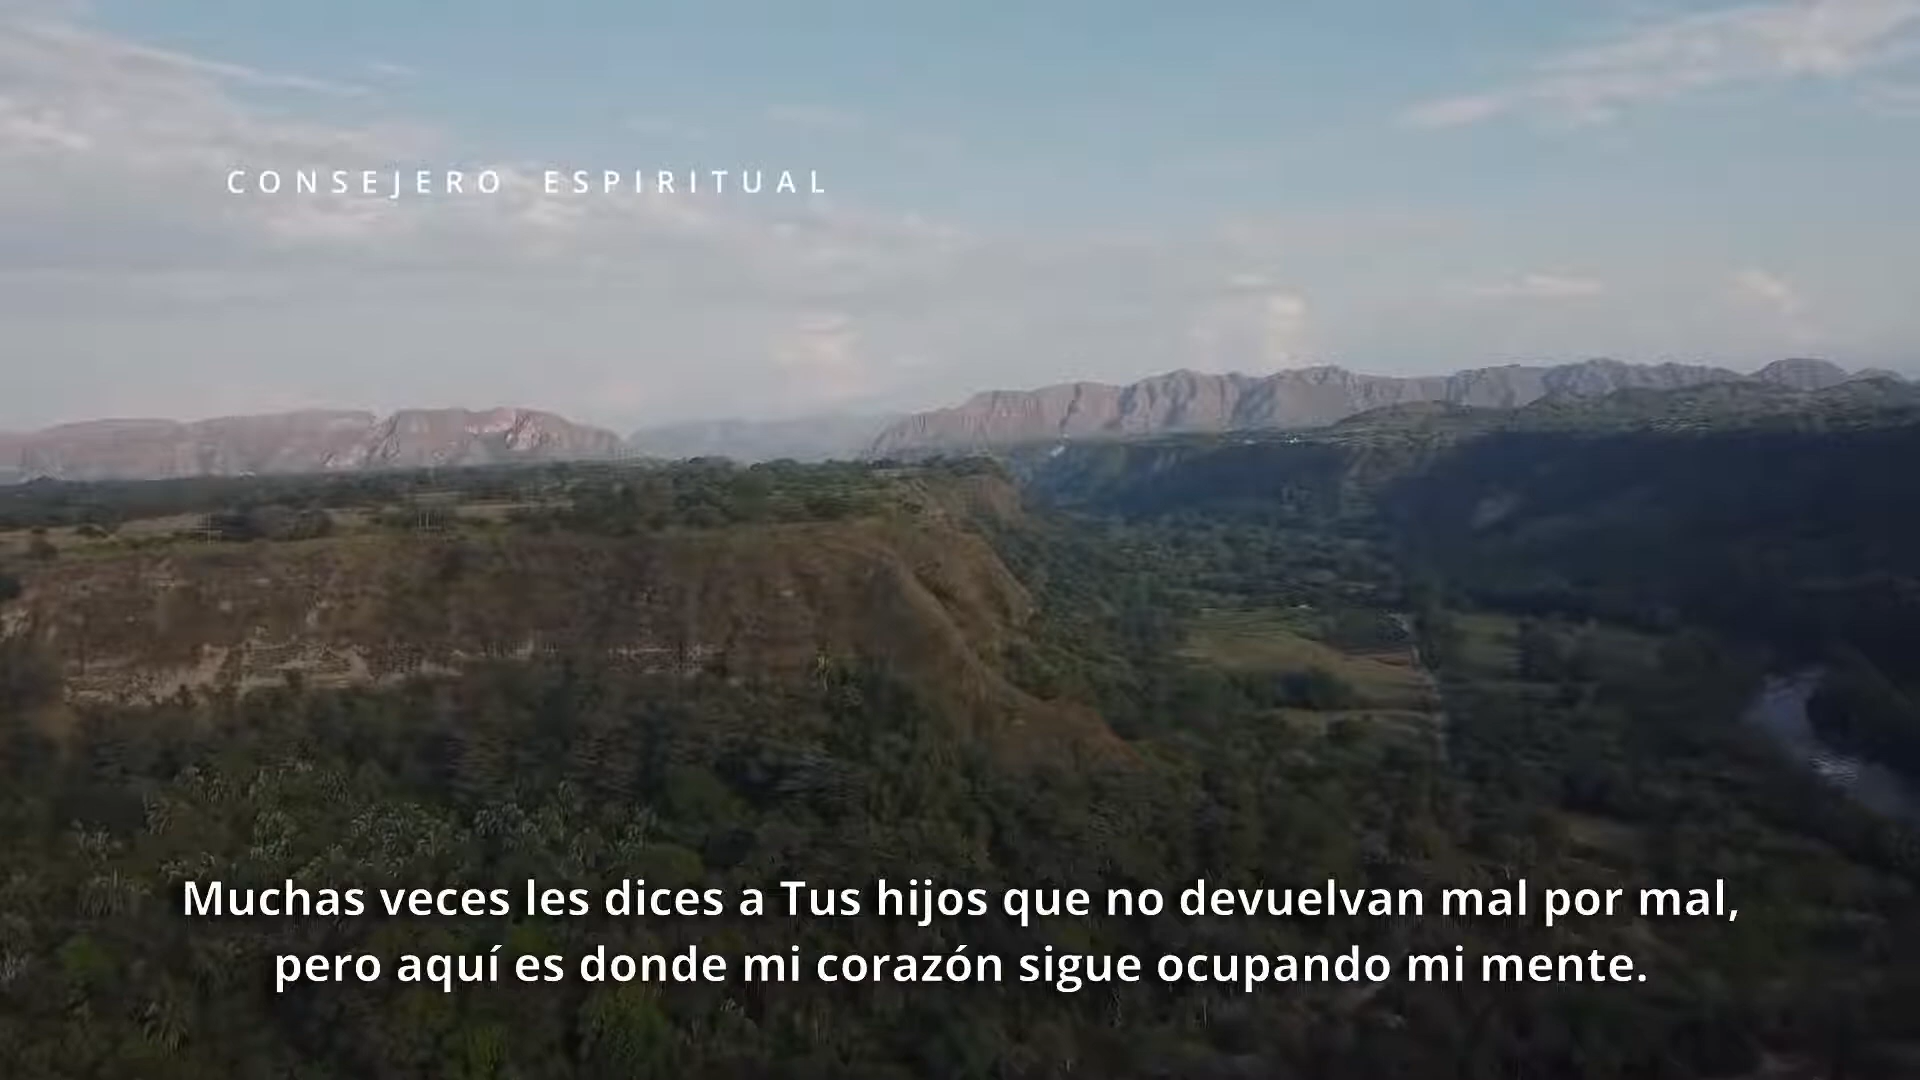 CONSEJERO ESPIRITUAL
Muchas veces les dices a Tus hijos que no devuelvan mal por mal,
pero aquí es donde mi corazón sigue ocupando mi mente.